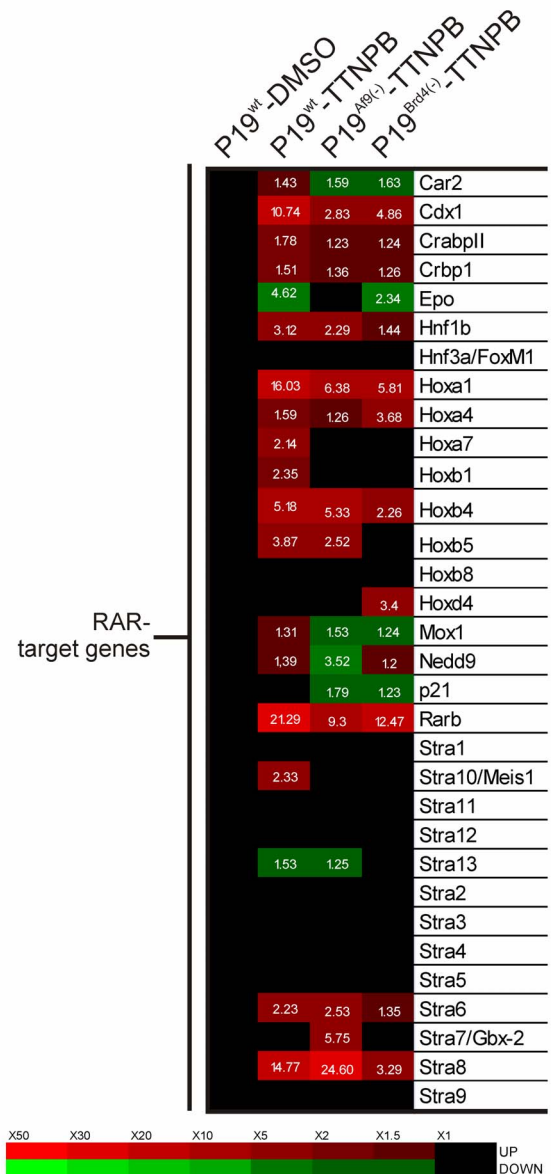 P19wt-DMSO
P19wt-TTNPB
P19Af9(-)-TTNPB
P19Brd4(-)-TTNPB
RAR-
target genes
1.43 1.59 1.63 Car2
10.74 2.83 4.86 Cdx1
1.78 1.23 1.24 CrabpII
1.51 1.36 1.26 Crbp1
4.62 2.34 Epo
3.12 2.29 1.44 Hnf1b
Hnf3a/FoxM1
16.03 6.38 5.81 Hoxa1
1.59 1.26 3.68 Hoxa4
2.14 Hoxa7
2.35 Hoxb1
5.18 5.33 2.26 Hoxb4
3.87 2.52 Hoxb5
Hoxb8
3.4 Hoxd4
1.31 1.53 1.24 Mox1
1,39 3.52 1.2 Nedd9
1.79 1.23 p21
21.29 9.3 12.47 Rarb
Stra1
2.33 Stra10/Meis1
Stra11
Stra12
1.53 1.25 Stra13
Stra2
Stra3
Stra4
Stra5
2.23 2.53 1.35 Stra6
5.75 Stra7/Gbx-2
14.77 24.60 3.29 Stra8
Stra9
X50 X30 X20 X10 X5 X2 X1.5 X1
UP
DOWN